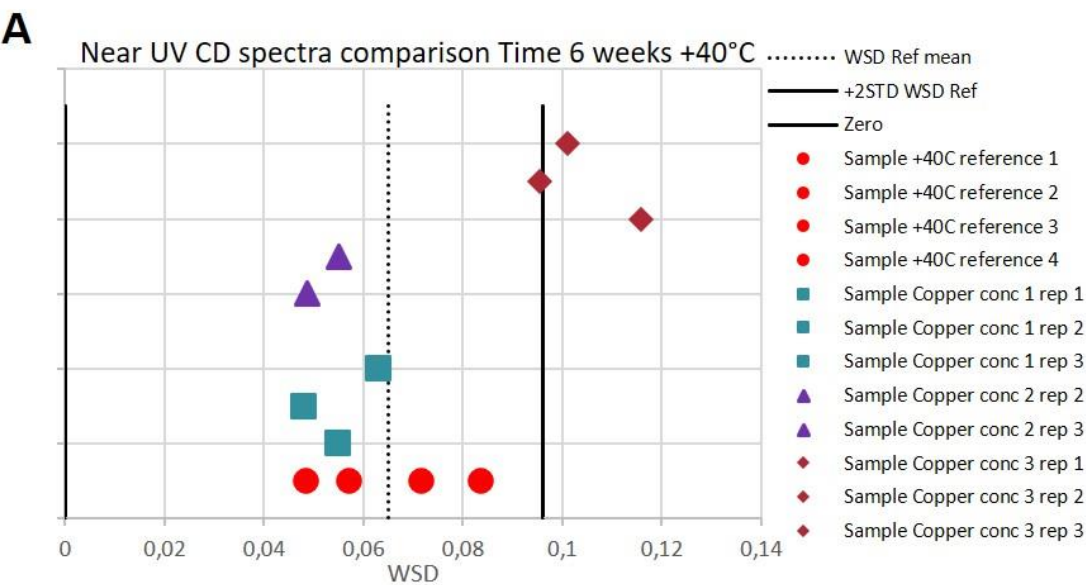 A
Near UV CD spectra comparison Time 6 weeks +40°C
WSD Ref mean
+2STD WSD Ref
Zero
Sample +40C reference 1
Sample +40C reference 2
Sample +40C reference 3
Sample +40C reference 4
Sample Copper conc 1 rep 1
Sample Copper conc 1 rep 2
Sample Copper conc 1 rep 3
Sample Copper conc 2 rep 2
Sample Copper conc 2 rep 3
Sample Copper conc 3 rep 1
Sample Copper conc 3 rep 2
Sample Copper conc 3 rep 3
0 0,02 0,04 0,06 0,08 0,1 0,12 0,14
WSD